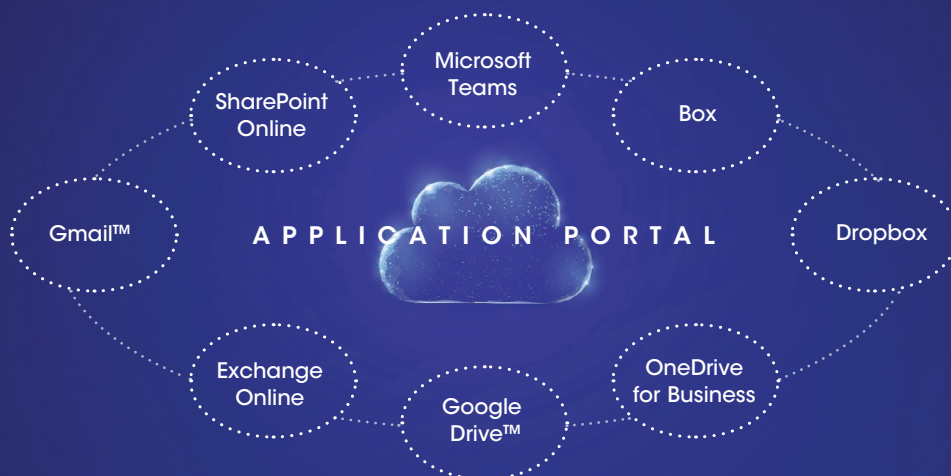 Microsoft
Teams
SharePoint
Online
Box
Gmail™
APPLICATION PORTAL
Dropbox
Exchange
Online
OneDrive
for Business
Google
Drive™